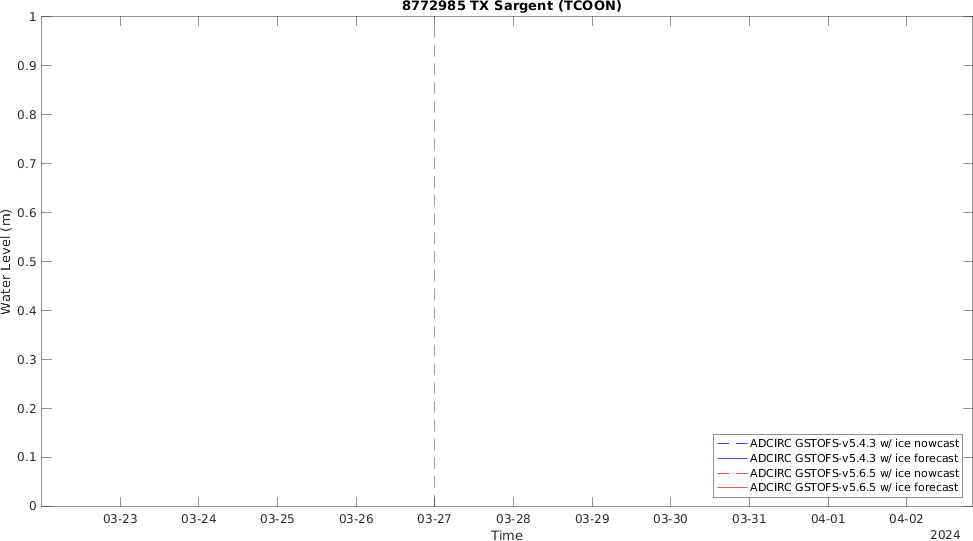 8772985 TX Sargent (TCOON)
1
0.9
0.8
0.7
0.6
0.5
0.4
0.3
0.2
0.1
0
Water Level (m)
ADCIRC GSTOFS-v5.4.3 w/ ice nowcast
ADCIRC GSTOFS-v5.4.3 w/ ice forecast
ADCIRC GSTOFS-v5.6.5 w/ ice nowcast
ADCIRC GSTOFS-v5.6.5 w/ ice forecast
03-23 03-24 03-25 03-26 03-27 03-28 03-29 03-30 03-31 04-01 04-02
Time
2024